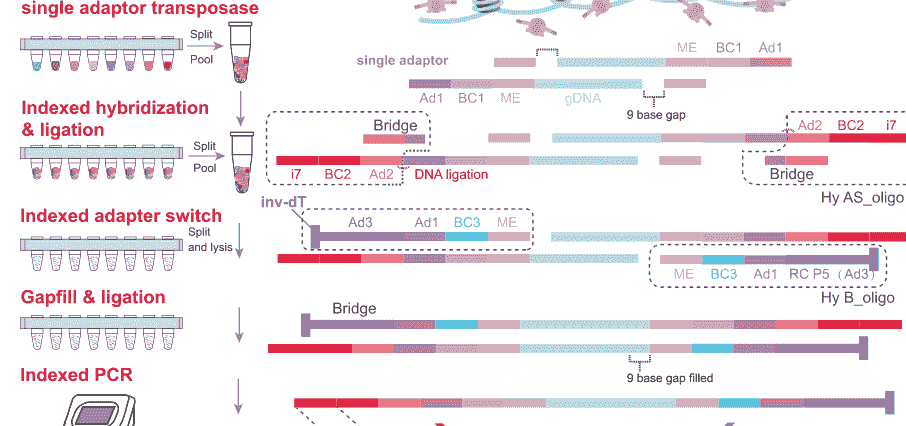 single adaptor transposase
Split
Pool
single adaptor
ME BC1 Ad1
Ad1 BC1 ME gDNA
9 base gap
Indexed hybridization
& ligation
Split
Pool
Bridge
i7 BC2 Ad2 DNA ligation
Ad2 BC2 i7
Bridge
Hy AS_oligo
Indexed adapter switch
Split
and lysis
inv-dT
Ad3 Ad1 BC3 ME
ME BC3 Ad1 RC P5 (Ad3)
Hy B_oligo
Gapfill & ligation
Bridge
9 base gap filled
Indexed PCR